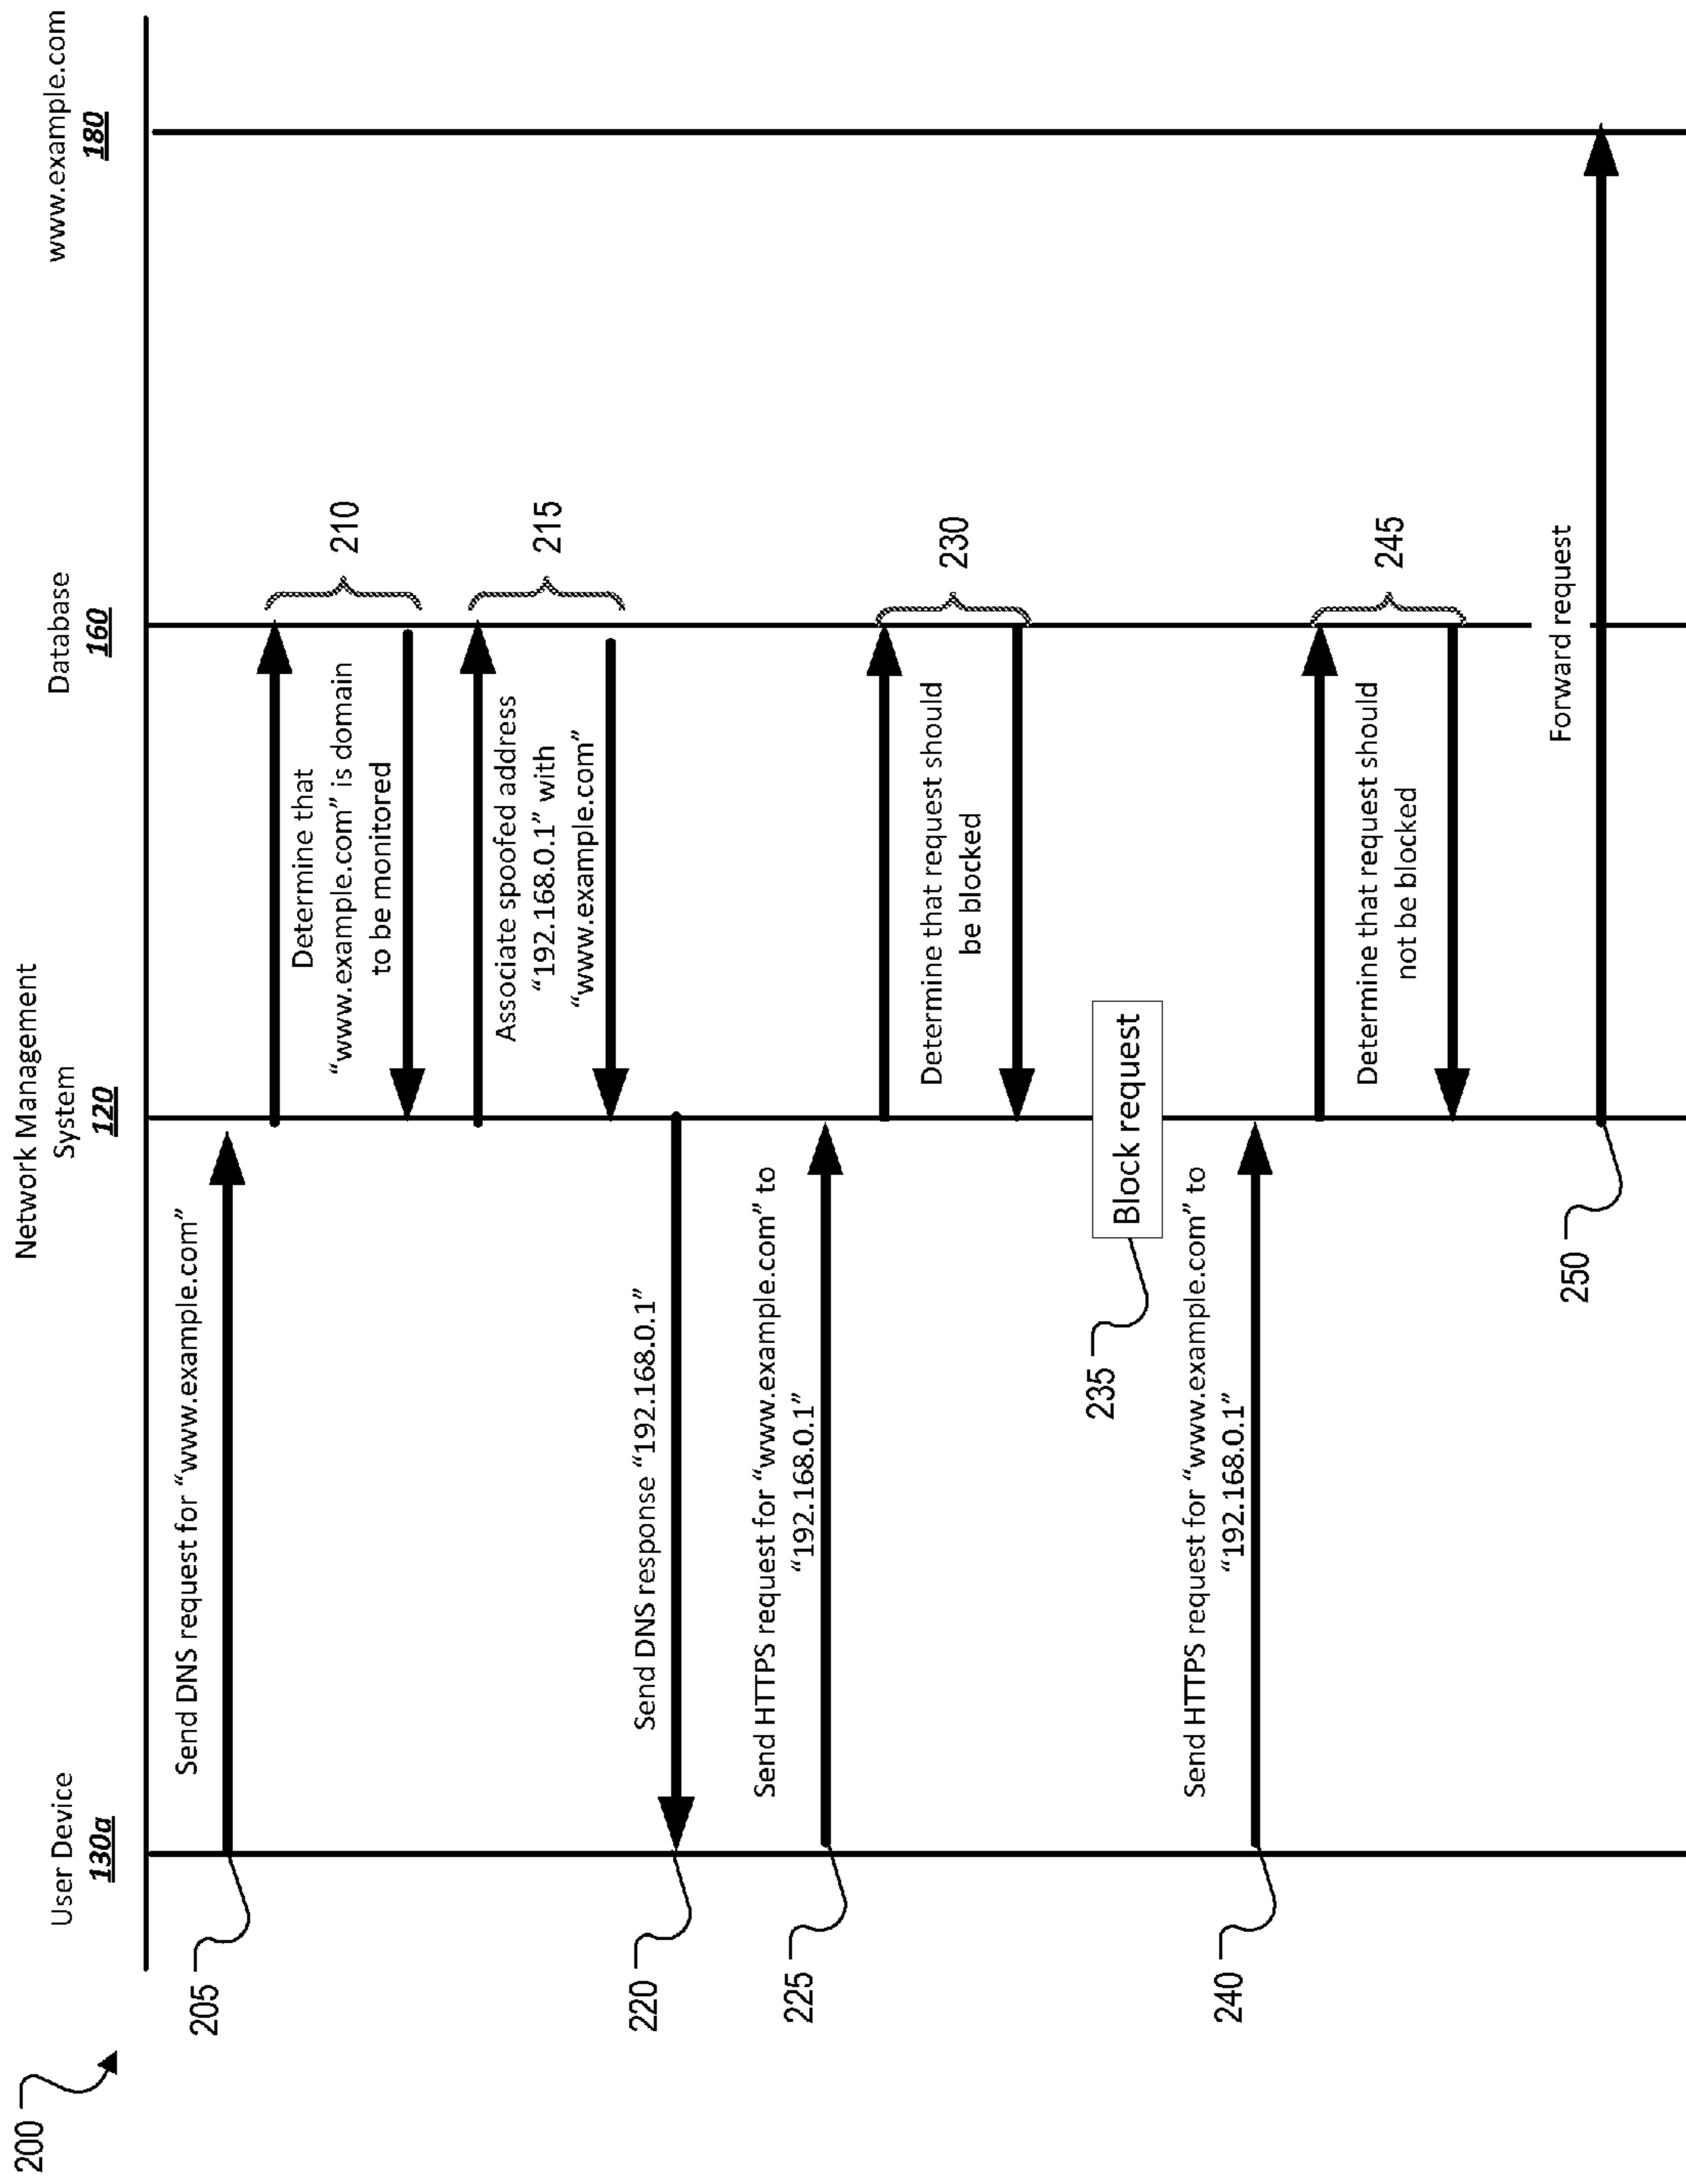 200
User Device
130a
Network Management
System
120
Database
160
www.example.com
180
205
Send DNS request for “www.example.com”
Determine that
“www.example.com” is domain
to be monitored
210
Associate spoofed address
“192.168.0.1” with
“www.example.com”
215
220
Send DNS response “192.168.0.1”
225
Send HTTPS request for “www.example.com” to
“192.168.0.1”
Determine that request should
be blocked
230
235
Block request
240
Send HTTPS request for “www.example.com” to
“192.168.0.1”
Determine that request should
not be blocked
245
250
Forward request